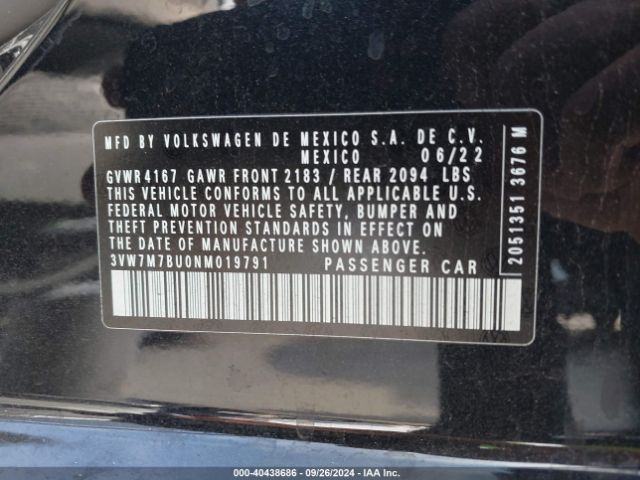 MFD BY VOLKSWAGEN DE MEXICO S.A. DE C.V.
MEXICO 06/22
GVWR 4167 GAWR FRONT 2183 / REAR 2094 LBS
THIS VEHICLE CONFORMS TO ALL APPLICABLE U.S.
FEDERAL MOTOR VEHICLE SAFETY, BUMPER AND
THEFT PREVENTION STANDARDS IN EFFECT ON
THE DATE OF MANUFACTURE SHOWN ABOVE.
3VW7M7BU0NM019791 PASSENGER CAR
2051351 3676 M
000-40438686 - 09/26/2024 - IAA Inc.